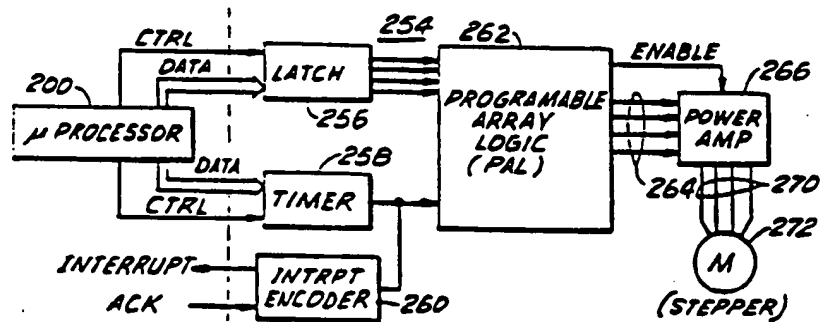 254
262
CTRL
ENABLE
200
DATA
LATCH
266
256
PROGRAMABLE
ARRAY
LOGIC
(PAL)
POWER
AMP
μ PROCESSOR
DATA
258
264
270
TIMER
CTRL
272
INTERRUPT
INTRPT
ENCODER
260
ACK
M
(STEPPER)